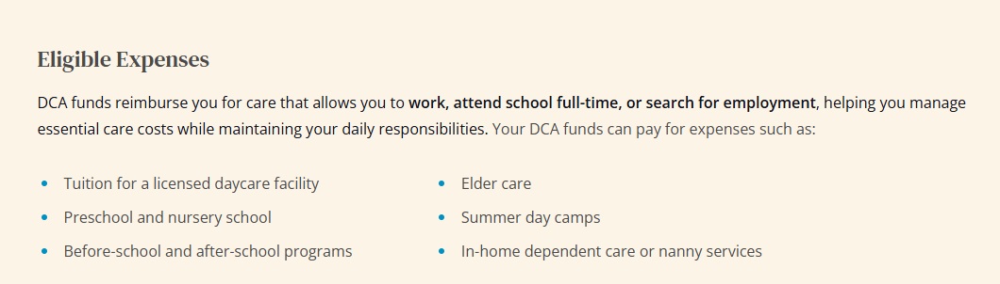 Eligible Expenses
DCA funds reimburse you for care that allows you to work, attend school full-time, or search for employment, helping you manage
essential care costs while maintaining your daily responsibilities. Your DCA funds can pay for expenses such as:
• Tuition for a licensed daycare facility
• Preschool and nursery school
• Before-school and after-school programs
• Elder care
• Summer day camps
• In-home dependent care or nanny services